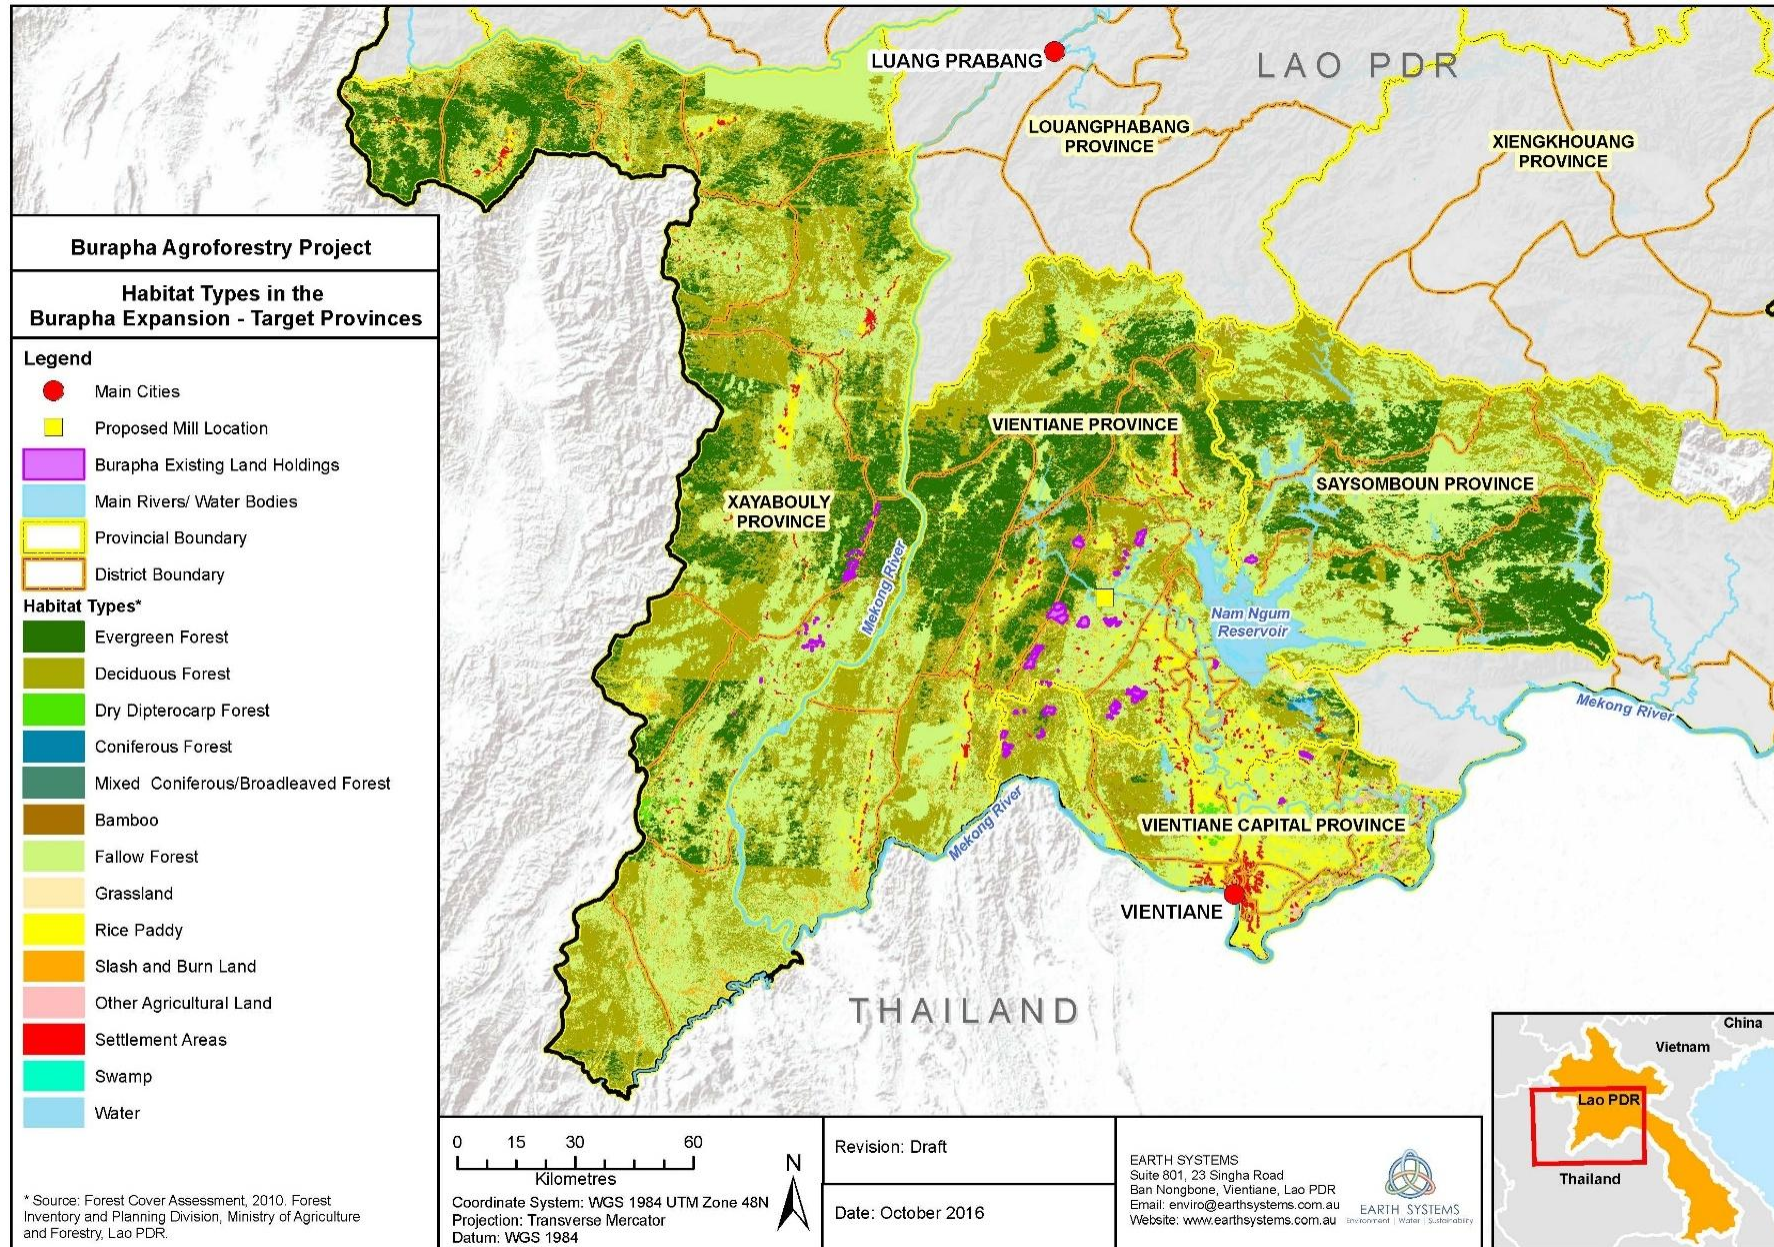 Burapha Agroforestry Project
Habitat Types in the
Burapha Expansion - Target Provinces
Legend
Main Cities
Proposed Mill Location
Burapha Existing Land Holdings
Main Rivers/ Water Bodies
Provincial Boundary
District Boundary
Habitat Types*
Evergreen Forest
Deciduous Forest
Dry Dipterocarp Forest
Coniferous Forest
Mixed Coniferous/Broadleaved Forest
Bamboo
Fallow Forest
Grassland
Rice Paddy
Slash and Burn Land
Other Agricultural Land
Settlement Areas
Swamp
Water
* Source: Forest Cover Assessment, 2010. Forest
Inventory and Planning Division, Ministry of Agriculture
and Forestry, Lao PDR.
LUANG PRABANG
LAO PDR
LOUANGPHABANG
PROVINCE
XIENGKHOUANG
PROVINCE
VIENTIANE PROVINCE
SAYSOMBOUN PROVINCE
XAYABOULY
PROVINCE
Mekong River
Nam Ngum
Reservoir
Mekong River
Mekong River
VIENTIANE CAPITAL PROVINCE
VIENTIANE
THAILAND
0 15 30 60
Kilometres
N
Coordinate System: WGS 1984 UTM Zone 48N
Projection: Transverse Mercator
Datum: WGS 1984
Revision: Draft
Date: October 2016
EARTH SYSTEMS
Suite 801, 23 Singha Road
Ban Nongbone, Vientiane, Lao PDR
Email: enviro@earthsystems.com.au
Website: www.earthsystems.com.au
EARTH SYSTEMS
Environment | Water | Sustainability
China
Vietnam
Lao PDR
Thailand